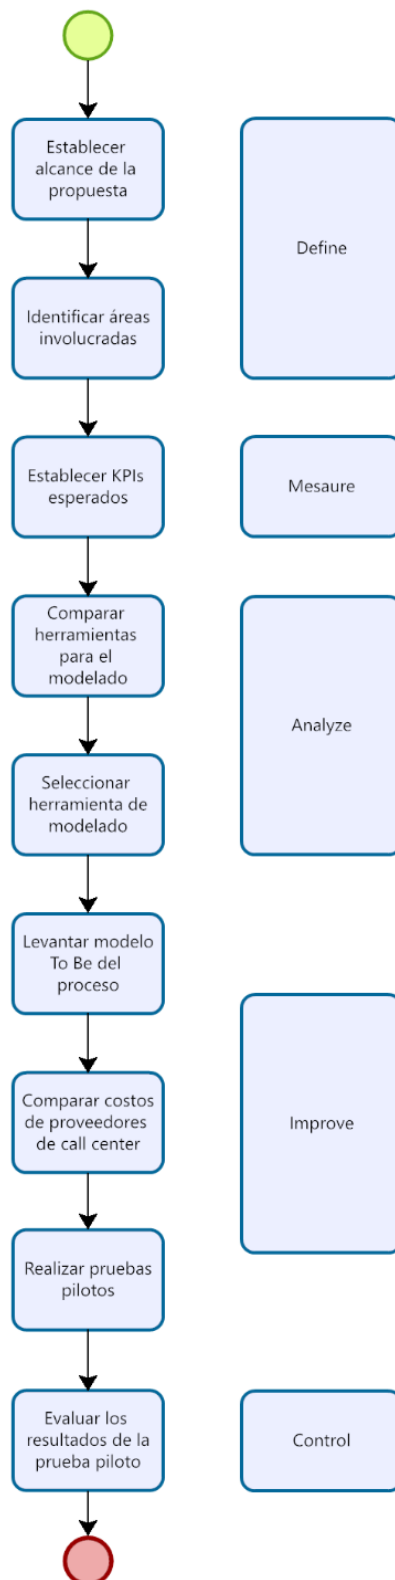 Establecer
alcance de la
propuesta
Define
Identificar áreas
involucradas
Establecer KPIs
esperados
Mesaure
Comparar
herramientas
para el
modelado
Analyze
Seleccionar
herramienta de
modelado
Levantar modelo
To Be del
proceso
Comparar costos
de proveedores
de call center
Improve
Realizar pruebas
pilotos
Evaluar los
resultados de la
prueba piloto
Control